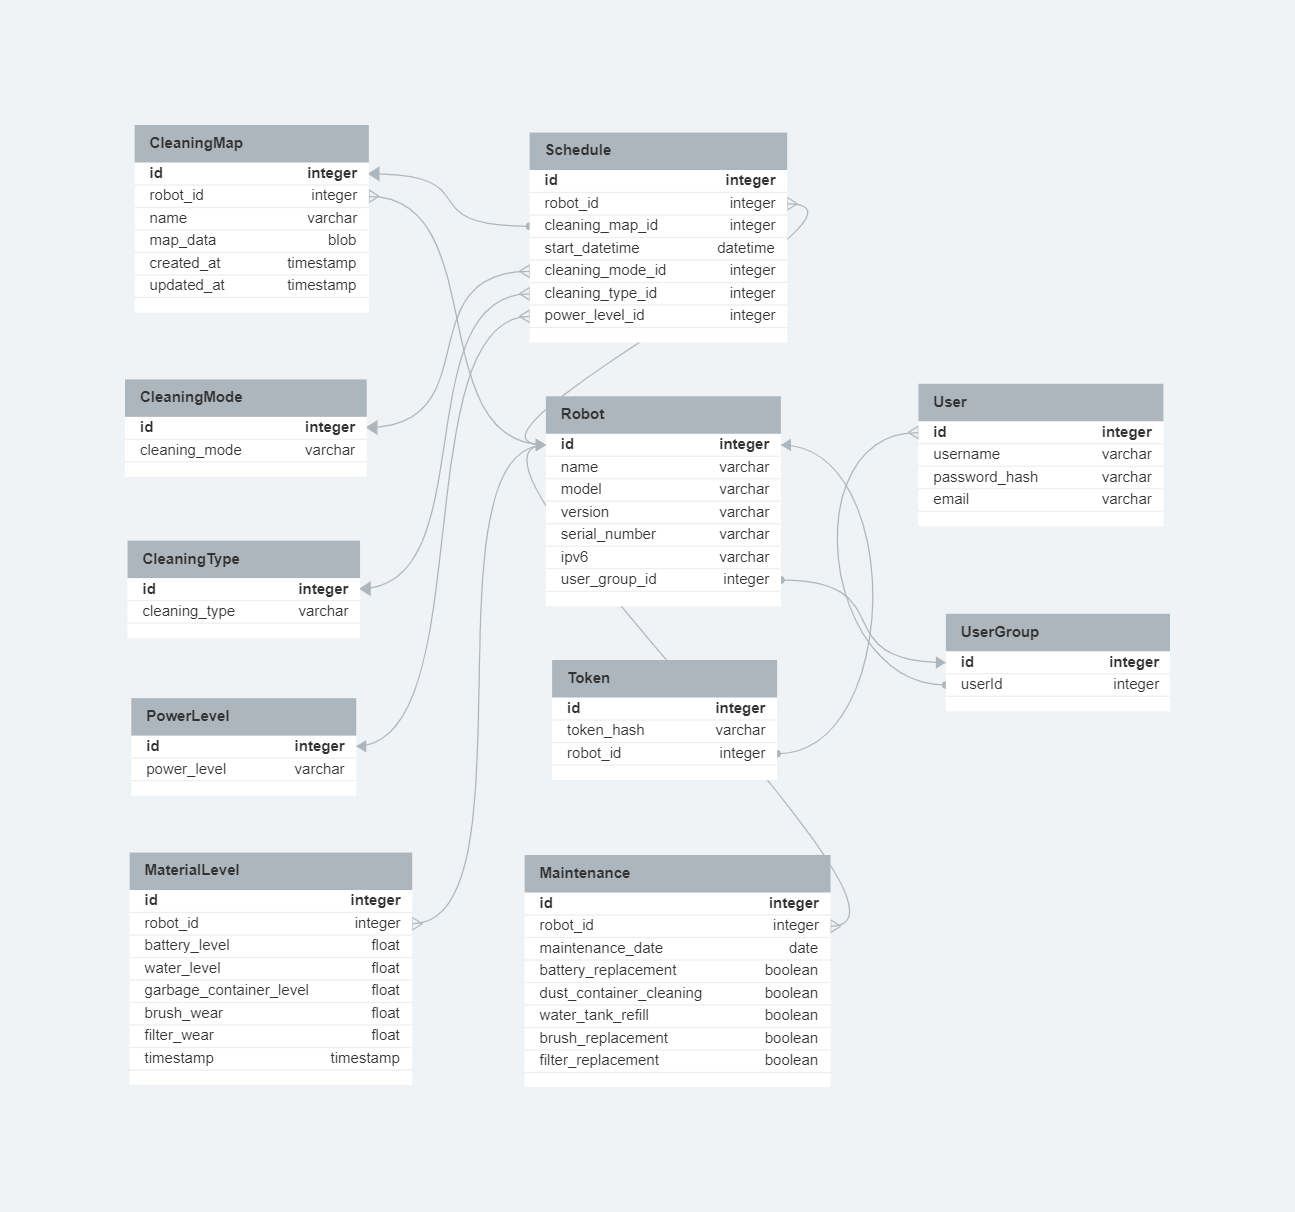 CleaningMap
id integer
robot_id integer
name varchar
map_data blob
created_at timestamp
updated_at timestamp
Schedule
id integer
robot_id integer
cleaning_map_id integer
start_datetime datetime
cleaning_mode_id integer
cleaning_type_id integer
power_level_id integer
CleaningMode
id integer
cleaning_mode varchar
Robot
id integer
name varchar
model varchar
version varchar
serial_number varchar
ipv6 varchar
user_group_id integer
User
id integer
username varchar
password_hash varchar
email varchar
CleaningType
id integer
cleaning_type varchar
UserGroup
id integer
userId integer
Token
id integer
token_hash varchar
robot_id integer
PowerLevel
id integer
power_level varchar
MaterialLevel
id integer
robot_id integer
battery_level float
water_level float
garbage_container_level float
brush_wear float
filter_wear float
timestamp timestamp
Maintenance
id integer
robot_id integer
maintenance_date date
battery_replacement boolean
dust_container_cleaning boolean
water_tank_refill boolean
brush_replacement boolean
filter_replacement boolean